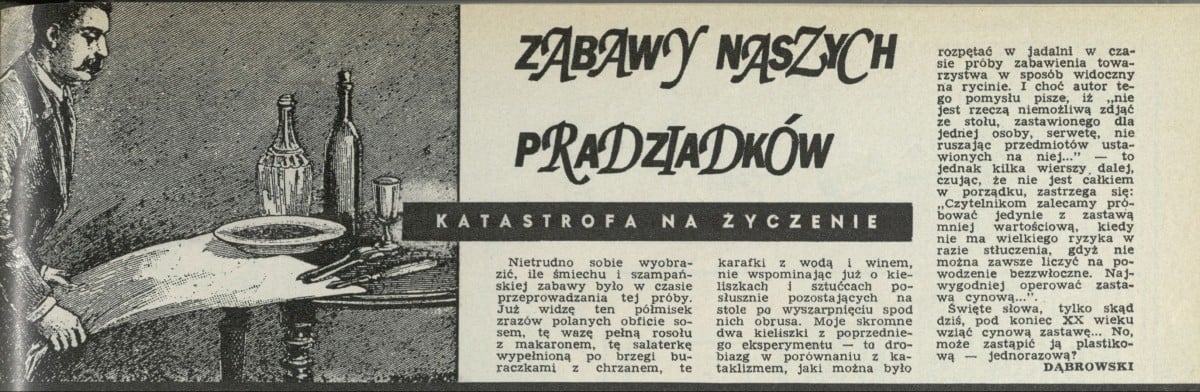 ZABAWY NASZYCH
PRADZIADKÓW
KATASTROFA NA ŻYCZENIE
Nietrudno sobie wyobra-
zić, ile śmiechu i szampań-
skiej zabawy było w czasie
przeprowadzania tej próby.
Już widzę ten półmisek
zrazów polanych obficie so-
sem, tę wazę pełną rosołu
z makaronem, tę salaterkę
wypełnioną po brzegi bu-
raczkami z chrzanem, te
karafki z wodą i winem,
nie wspominając już o kie-
liszkach i sztućcach po-
słusznie pozostających na
stole po wyszarpnięciu spod
nich obrusa. Moje skromne
dwa kieliszki z poprzednie-
go eksperymentu — to dro-
biazg w porównaniu z ka-
taklizmem, jaki można było
rozpętać w jadalni w cza-
sie próby zabawienia towa-
rzystwa w sposób widoczny
na rycinie. I choć autor te-
go pomysłu pisze, iż „nie
jest rzeczą niemożliwą zdjąć
ze stołu, zastawionego dla
jednej osoby, serwetę, nie
ruszając przedmiotów usta-
wionych na niej...” — to
jednak kilka wierszy dalej,
czując, że nie jest całkiem
w porządku, zastrzega się:
„Czytelnikom zalecamy pró-
bować jedynie z zastawą
mniej wartościową, kiedy
nie ma wielkiego ryzyka w
razie stłuczenia, gdyż nie
można zawsze liczyć na po-
wodzenie bezzwłoczne. Naj-
wygodniej operować zasta-
wa cynową...”.
Święte słowa, tylko skąd
dziś, pod koniec XX wieku
wziąć cynową zastawę... No,
może zastąpić ją plastiko-
wą — jednorazową?
DĄBROWSKI